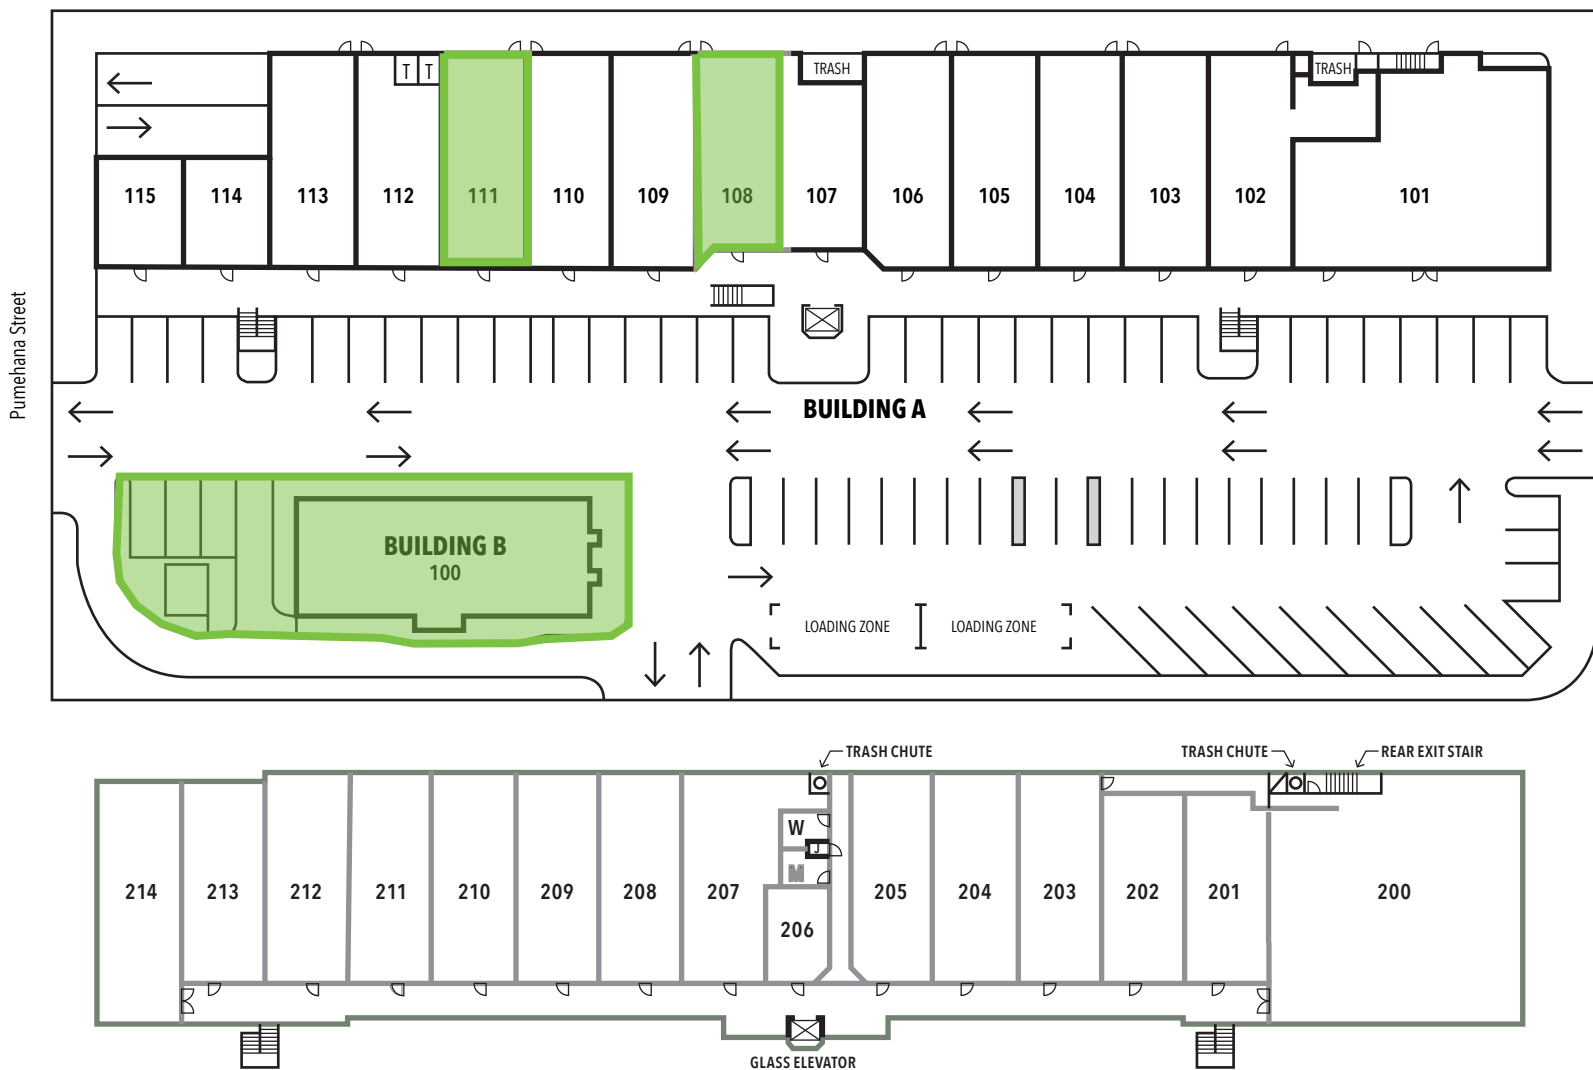 T T
TRASH
TRASH
115
114
113
112
111
110
109
108
107
106
105
104
103
102
101
Pumehana Street
BUILDING A
BUILDING B
100
LOADING ZONE
LOADING ZONE
TRASH CHUTE
TRASH CHUTE
REAR EXIT STAIR
W
J
M
214
213
212
211
210
209
208
207
206
205
204
203
202
201
200
GLASS ELEVATOR